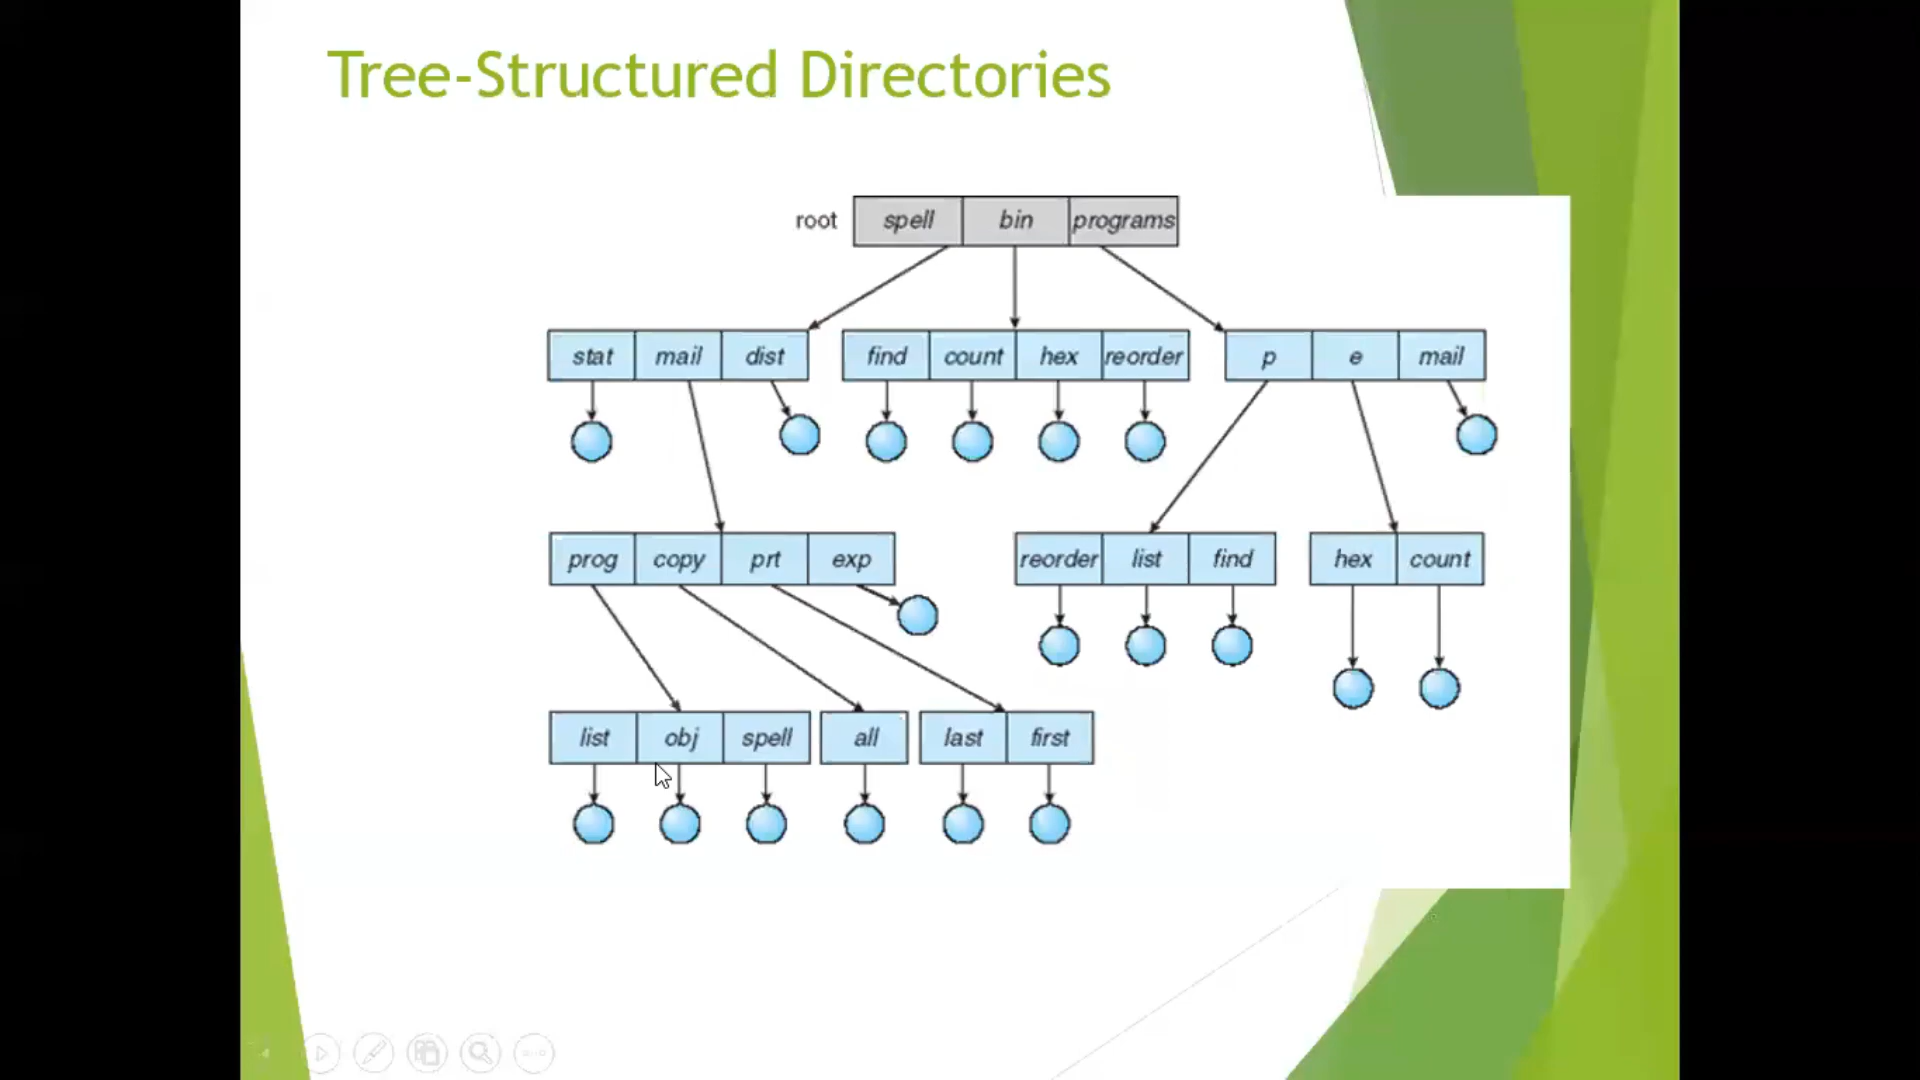 Tree-Structured Directories
root spell bin programs
stat mail dist find count hex reorder p e mail
prog copy prt exp reorder list find hex count
list obj spell all last first